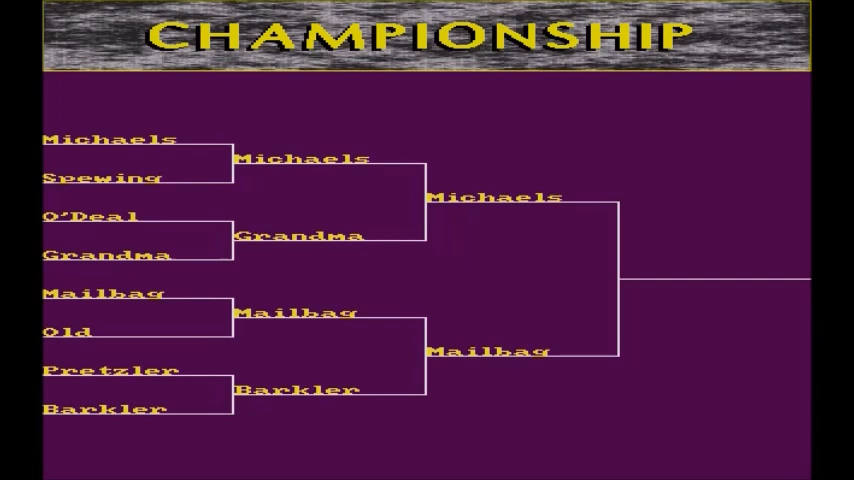 CHAMPIONSHIP
Michaels
Michaels
Spewing
Michaels
O'Deal
Grandma
Grandma
Mailbag
Mailbag
Old
Mailbag
Pretzler
Barkler
Barkler